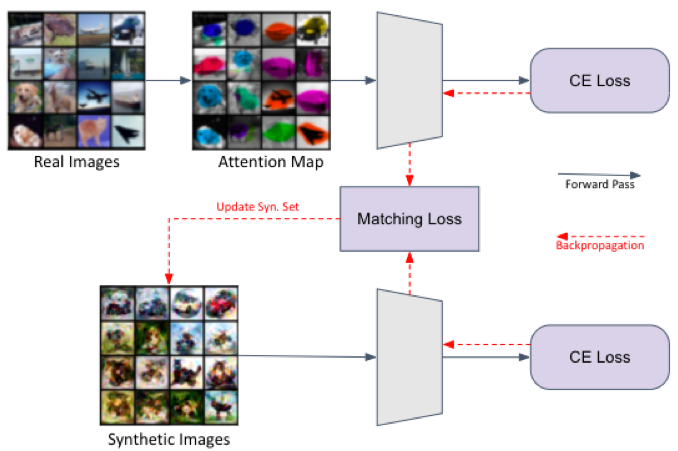 CE Loss
Real Images
Attention Map
Forward Pass
Update Syn. Set
Matching Loss
Backpropagation
CE Loss
Synthetic Images